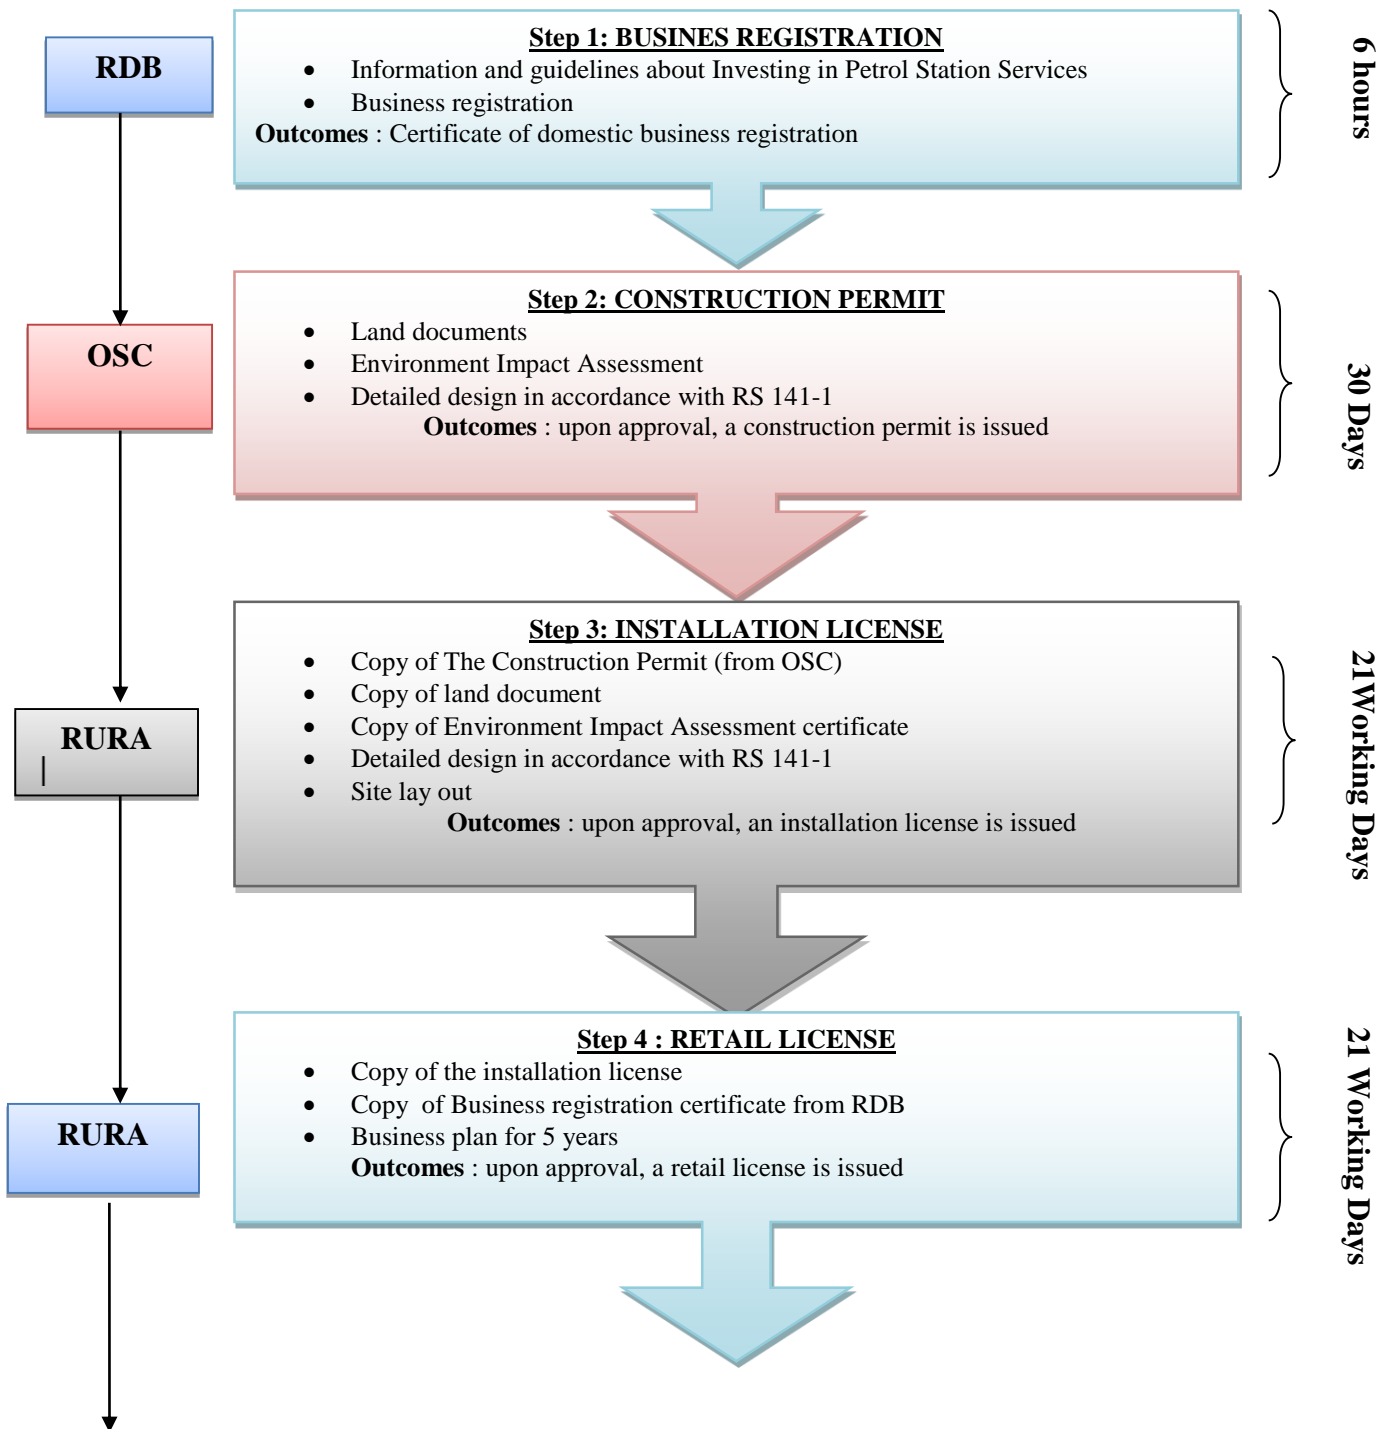 RDB
Step 1: BUSINES REGISTRATION
• Information and guidelines about Investing in Petrol Station Services
• Business registration
Outcomes : Certificate of domestic business registration
6 hours
OSC
Step 2: CONSTRUCTION PERMIT
• Land documents
• Environment Impact Assessment
• Detailed design in accordance with RS 141-1
Outcomes : upon approval, a construction permit is issued
30 Days
RURA
|
Step 3: INSTALLATION LICENSE
• Copy of The Construction Permit (from OSC)
• Copy of land document
• Copy of Environment Impact Assessment certificate
• Detailed design in accordance with RS 141-1
• Site lay out
Outcomes : upon approval, an installation license is issued
21Working Days
RURA
Step 4 : RETAIL LICENSE
• Copy of the installation license
• Copy  of Business registration certificate from RDB
• Business plan for 5 years
Outcomes : upon approval, a retail license is issued
21 Working Days